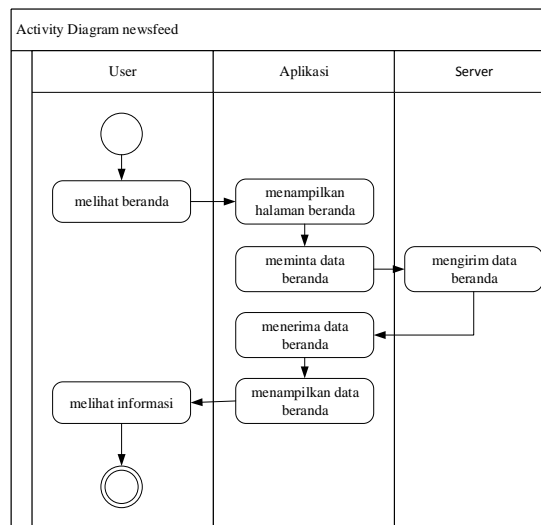 Activity Diagram newsfeed
User
Aplikasi
Server
melihat beranda
menampilkan
halaman beranda
meminta data
beranda
mengirim data
beranda
menerima data
beranda
menampilkan data
beranda
melihat informasi